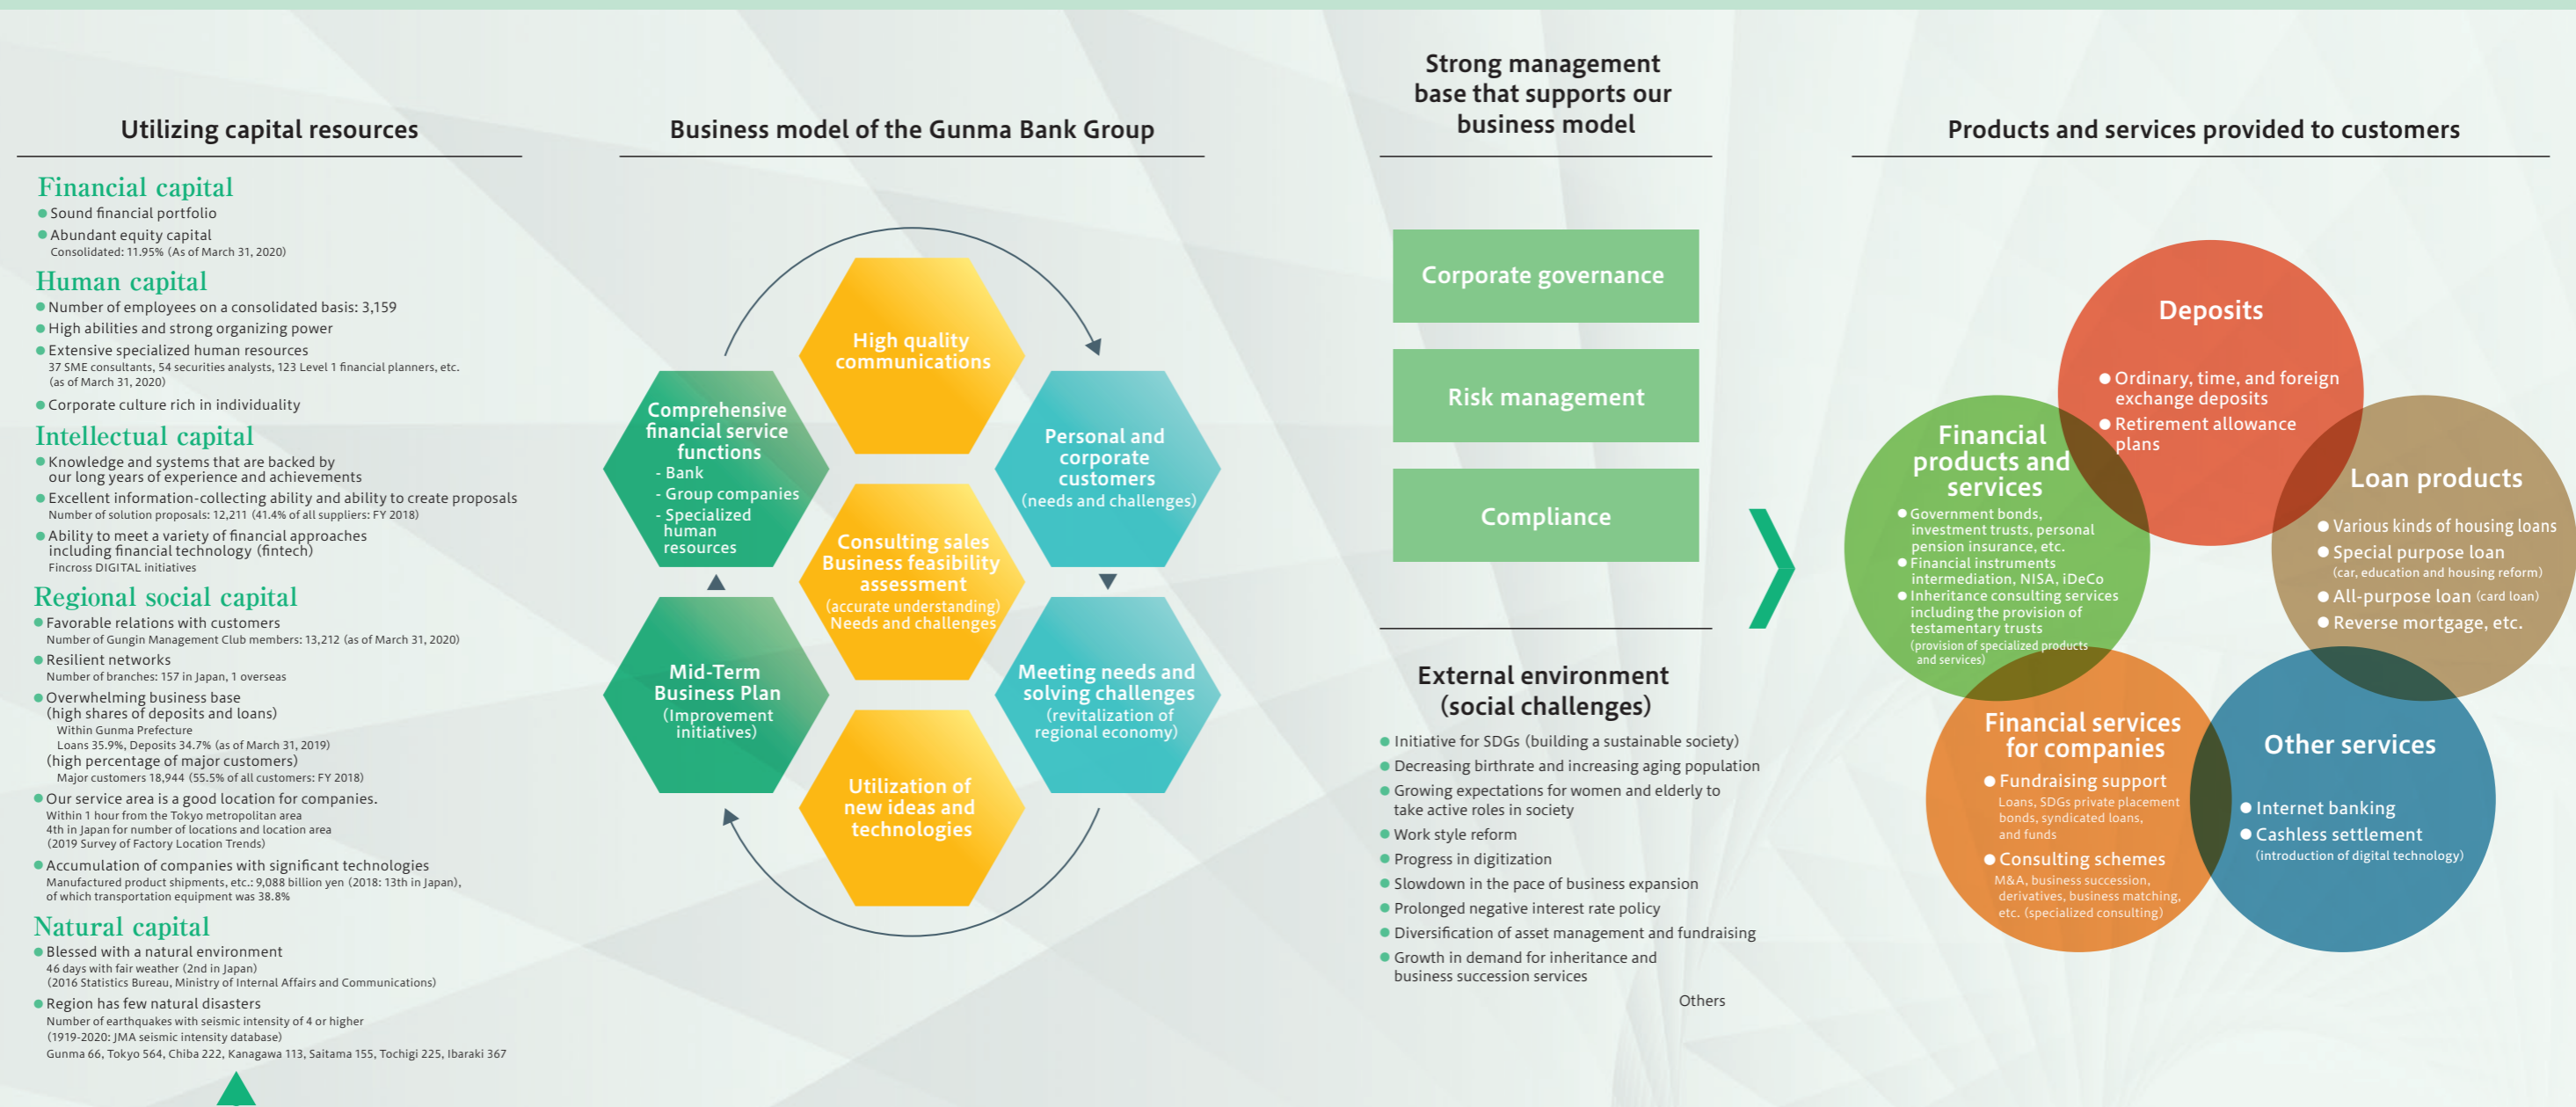 Utilizing capital resources
Financial capital
● Sound financial portfolio
● Abundant equity capital
Consolidated: 11.95% (As of March 31, 2020)
Human capital
● Number of employees on a consolidated basis: 3,159
● High abilities and strong organizing power
● Extensive specialized human resources
37 SME consultants, 54 securities analysts, 123 Level 1 financial planners, etc.
(as of March 31, 2020)
● Corporate culture rich in individuality
Intellectual capital
● Knowledge and systems that are backed by
our long years of experience and achievements
● Excellent information-collecting ability and ability to create proposals
Number of solution proposals: 12,211 (41.4% of all suppliers: FY 2018)
● Ability to meet a variety of financial approaches
including financial technology (fintech)
Fincross DIGITAL initiatives
Regional social capital
● Favorable relations with customers
Number of Gungin Management Club members: 13,212 (as of March 31, 2020)
● Resilient networks
Number of branches: 157 in Japan, 1 overseas
● Overwhelming business base
(high shares of deposits and loans)
Within Gunma Prefecture
Loans 35.9%, Deposits 34.7% (as of March 31, 2019)
(high percentage of major customers)
Major customers 18,944 (55.5% of all customers: FY 2018)
● Our service area is a good location for companies.
Within 1 hour from the Tokyo metropolitan area
4th in Japan for number of locations and location area
(2019 Survey of Factory Location Trends)
● Accumulation of companies with significant technologies
Manufactured product shipments, etc.: 9,088 billion yen (2018: 13th in Japan),
of which transportation equipment was 38.8%
Natural capital
● Blessed with a natural environment
46 days with fair weather (2nd in Japan)
(2016 Statistics Bureau, Ministry of Internal Affairs and Communications)
● Region has few natural disasters
Number of earthquakes with seismic intensity of 4 or higher
(1919-2020: JMA seismic intensity database)
Gunma 66, Tokyo 564, Chiba 222, Kanagawa 113, Saitama 155, Tochigi 225, Ibaraki 367
Business model of the Gunma Bank Group
High quality
communications
Comprehensive
financial service
functions
- Bank
- Group companies
- Specialized
human
resources
Personal and
corporate
customers
(needs and challenges)
Consulting sales
Business feasibility
assessment
(accurate understanding)
Needs and challenges
Mid-Term
Business Plan
(Improvement
initiatives)
Meeting needs and
solving challenges
(revitalization of
regional economy)
Utilization of
new ideas and
technologies
Strong management
base that supports our
business model
Corporate governance
Risk management
Compliance
External environment
(social challenges)
● Initiative for SDGs (building a sustainable society)
● Decreasing birthrate and increasing aging population
● Growing expectations for women and elderly to
take active roles in society
● Work style reform
● Progress in digitization
● Slowdown in the pace of business expansion
● Prolonged negative interest rate policy
● Diversification of asset management and fundraising
● Growth in demand for inheritance and
business succession services
Others
Products and services provided to customers
Deposits
● Ordinary, time, and foreign
exchange deposits
● Retirement allowance
plans
Financial
products and
services
● Government bonds,
investment trusts, personal
pension insurance, etc.
● Financial instruments
intermediation, NISA, iDeCo
● Inheritance consulting services
including the provision of
testamentary trusts
(provision of specialized products
and services)
Loan products
● Various kinds of housing loans
● Special purpose loan
(car, education and housing reform)
● All-purpose loan (card loan)
● Reverse mortgage, etc.
Financial services
for companies
● Fundraising support
Loans, SDGs private placement
bonds, syndicated loans,
and funds
● Consulting schemes
M&A, business succession,
derivatives, business matching,
etc. (specialized consulting)
Other services
● Internet banking
● Cashless settlement
(introduction of digital technology)